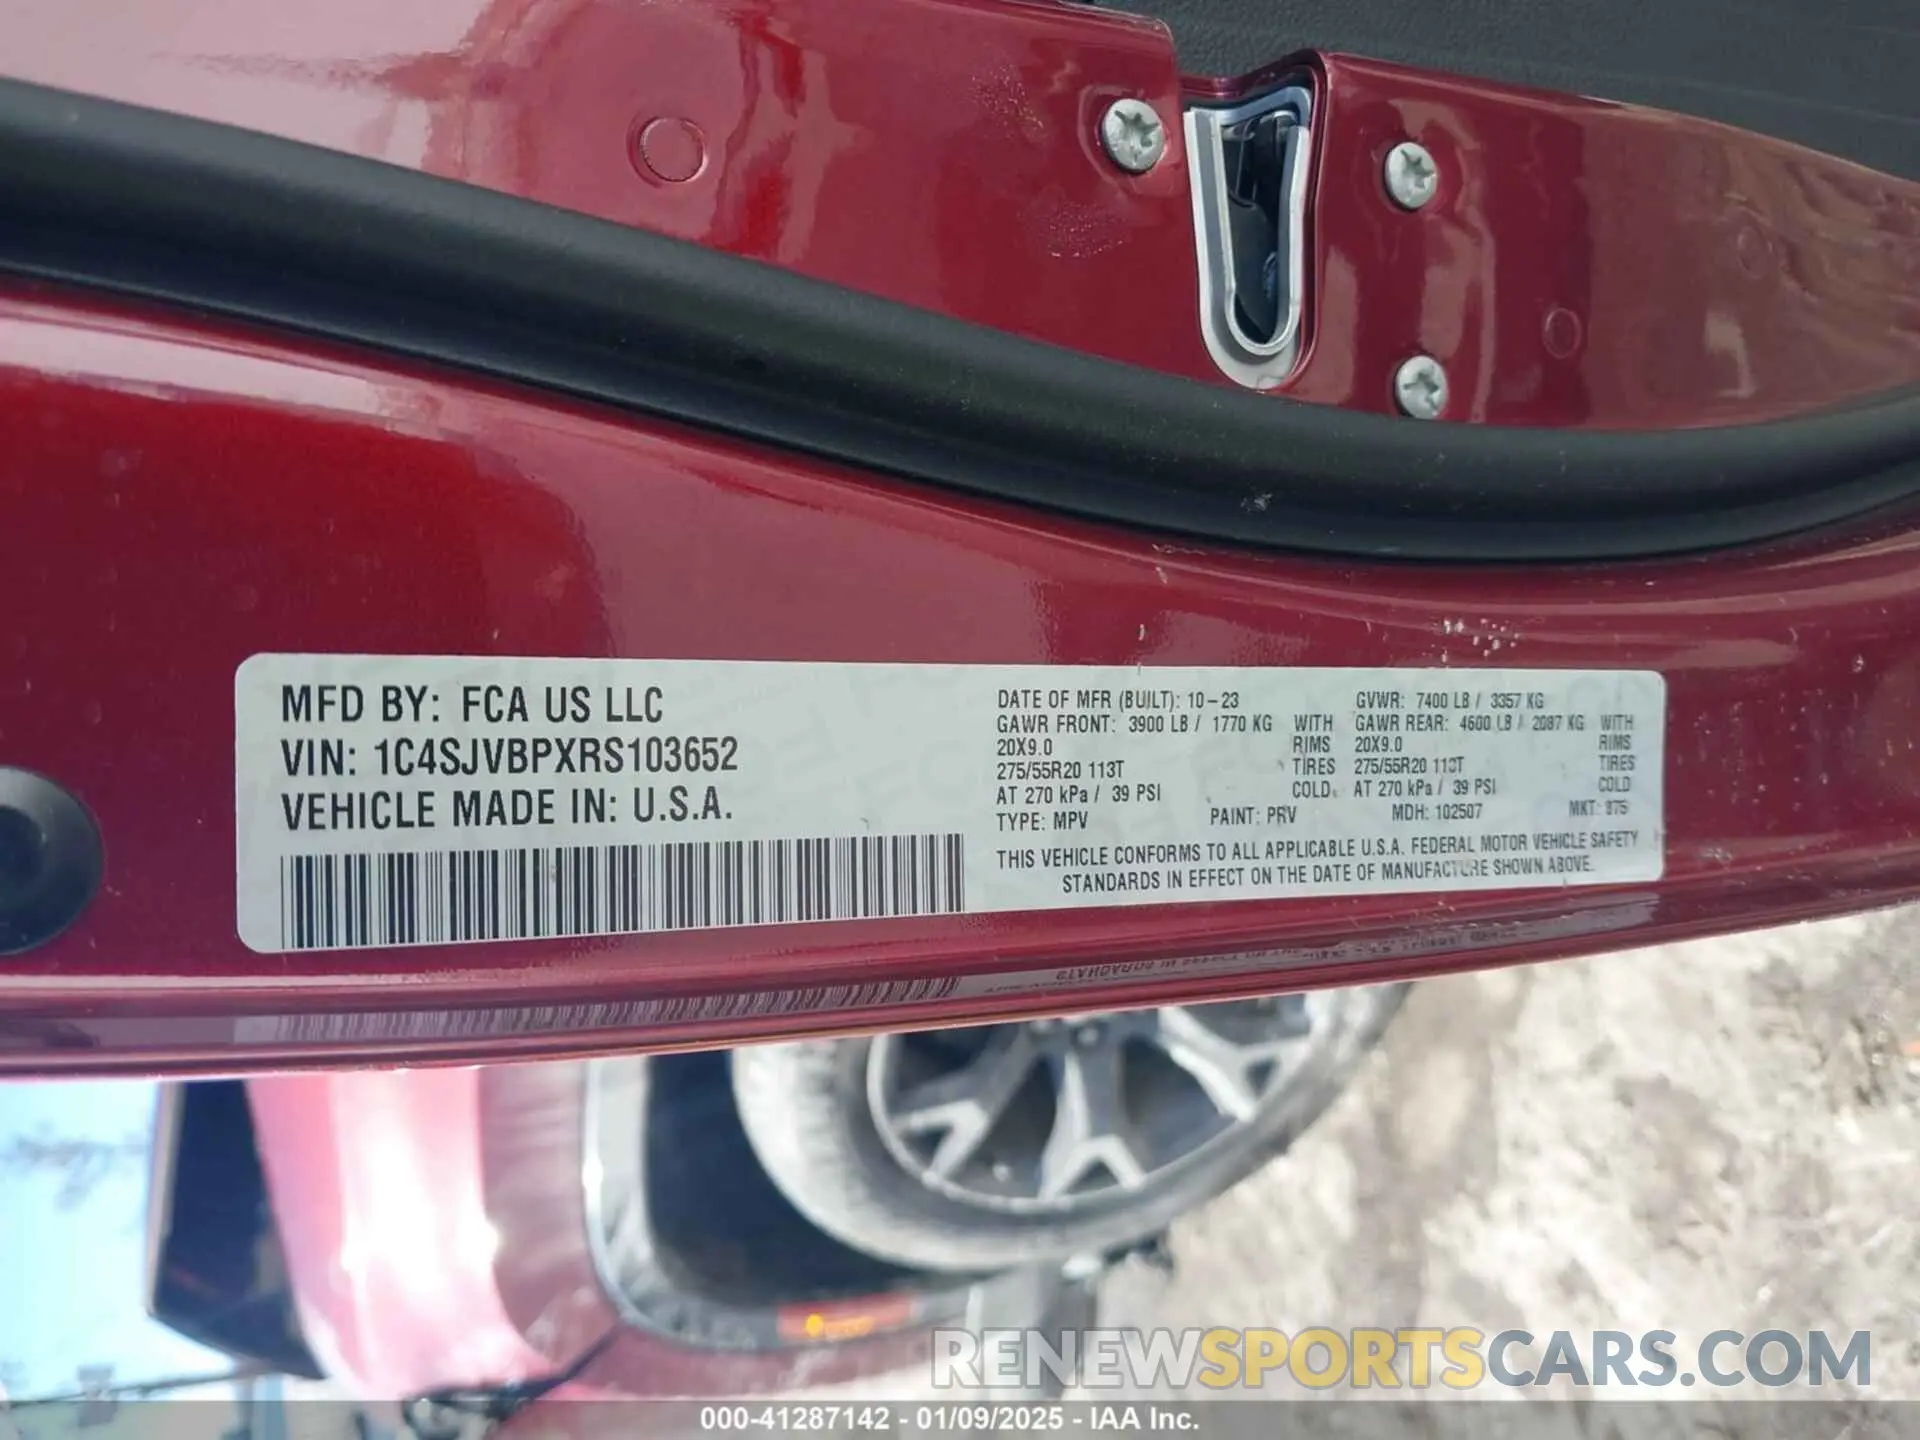 MFD BY: FCA US LLC
VIN: 1C4SJVBPXRS103652
VEHICLE MADE IN: U.S.A.
DATE OF MFR (BUILT): 10-23 GVWR: 7400 LB / 3357 KG
GAWR FRONT: 3900 LB / 1770 KG WITH GAWR REAR: 4600 LB / 2087 KG WITH
20X9.0 RIMS 20X9.0 RIMS
275/55R20 113T TIRES 275/55R20 113T TIRES
AT 270 kPa / 39 PSI COLD. AT 270 kPa / 39 PSI COLD
TYPE: MPV PAINT: PRV MDH: 102507 MKT: 875
THIS VEHICLE CONFORMS TO ALL APPLICABLE U.S.A. FEDERAL MOTOR VEHICLE SAFETY
STANDARDS IN EFFECT ON THE DATE OF MANUFACTURE SHOWN ABOVE.
RENEWSPORTSCARS.COM
000-41287142 - 01/09/2025 - IAA Inc.